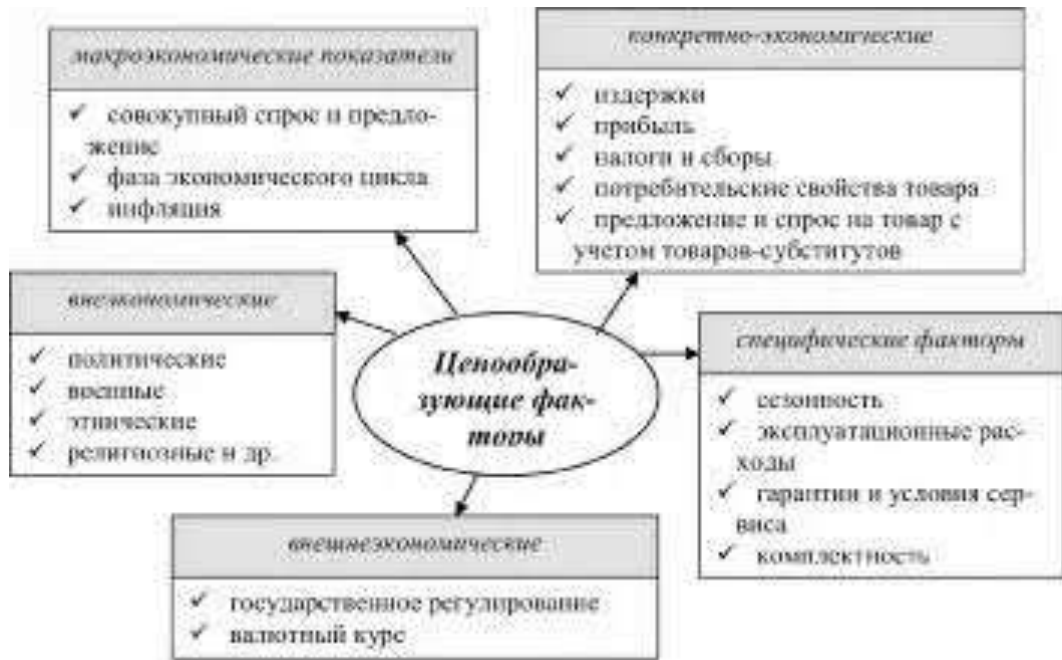 макроэкономические показатели
✓ совокупный спрос и предло-
жение
✓ фаза экономического цикла
✓ инфляция
конкретно-экономические
✓ издержки
✓ прибыль
✓ налоги и сборы
✓ потребительские свойства товара
✓ предложение и спрос на товар с
учетом товаров-субститутов
внеэкономические
✓ политические
✓ военные
✓ этнические
✓ религиозные и др.
Ценообра-
зующие фак-
торы
специфические факторы
✓ сезонность
✓ эксплуатационные рас-
ходы
✓ гарантии и условия сер-
виса
✓ комплектность
внешнеэкономические
✓ государственное регулирование
✓ валютный курс